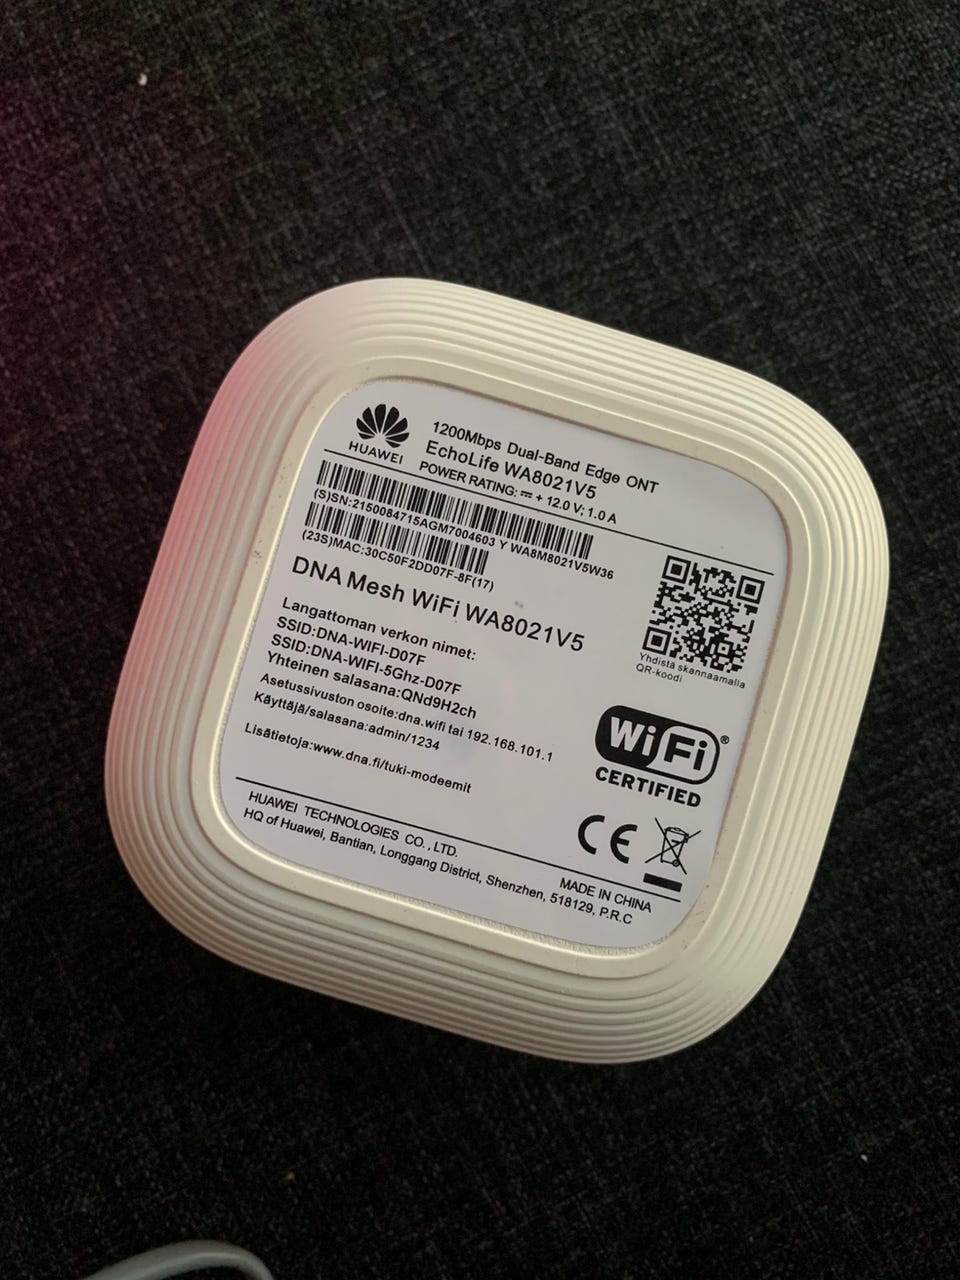 HUAWEI
1200Mbps Dual-Band Edge ONT
EchoLife WA8021V5
POWER RATING: ⎓ + 12.0 V; 1.0 A
(S)SN:2150084715AGM7004603 Y WA8M8021V5W36
(23S)MAC:30C50F2DD07F-8F(17)
DNA Mesh WiFi WA8021V5
Langattoman verkon nimet:
SSID:DNA-WIFI-D07F
SSID:DNA-WIFI-5Ghz-D07F
Yhteinen salasana:QNd9H2ch
Asetussivuston osoite:dna.wifi tai 192.168.101.1
Käyttäjä/salasana:admin/1234
Lisätietoja:www.dna.fi/tuki-modeemit
Yhdistä skannaamalla
QR-koodi
Wi Fi ®
CERTIFIED
CE
HUAWEI TECHNOLOGIES CO., LTD.
MADE IN CHINA
HQ of Huawei, Bantian, Longgang District, Shenzhen, 518129, P.R.C